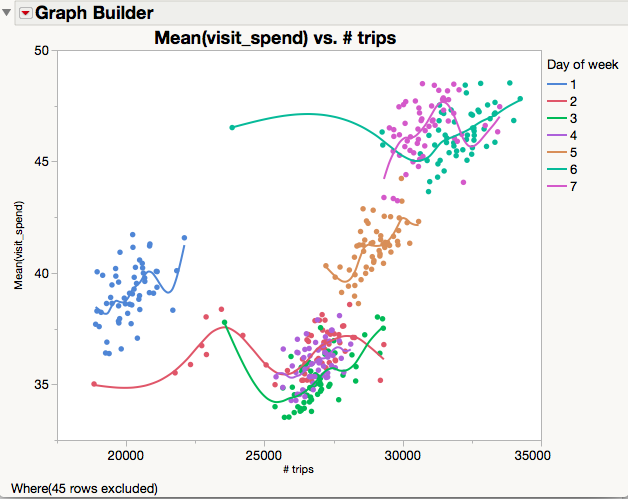 Graph Builder
Mean(visit_spend) vs. # trips
50
45
40
35
Mean(visit_spend)
20000 25000 30000 35000
# trips
Day of week
1
2
3
4
5
6
7
Where(45 rows excluded)